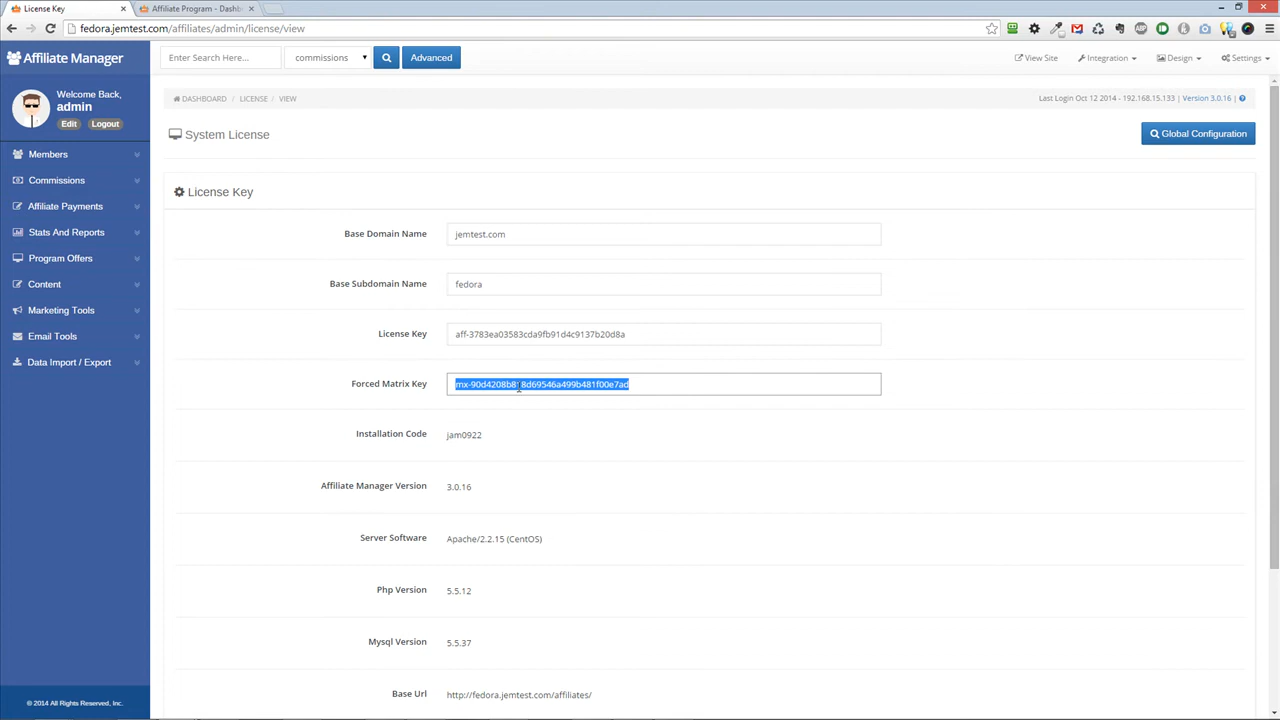 License Key
Affiliate Program - Dashb
fedora.jemtest.com/affiliates/admin/license/view
Affiliate Manager
Enter Search Here...
commissions
Advanced
View Site
Integration
Design
Settings
Welcome Back,
admin
Edit
Logout
DASHBOARD / LICENSE / VIEW
Last Login Oct 12 2014 - 192.168.15.133 | Version 3.0.16 |
System License
Global Configuration
Members
Commissions
Affiliate Payments
Stats And Reports
Program Offers
Content
Marketing Tools
Email Tools
Data Import / Export
License Key
Base Domain Name
jemtest.com
Base Subdomain Name
fedora
License Key
aff-3783ea03583cda9fb91d4c9137b20d8a
Forced Matrix Key
mx-90d4208b818d69546a499b481f00e7ad
Installation Code
jam0922
Affiliate Manager Version
3.0.16
Server Software
Apache/2.2.15 (CentOS)
Php Version
5.5.12
Mysql Version
5.5.37
Base Url
http://fedora.jemtest.com/affiliates/
© 2014 All Rights Reserved, Inc.